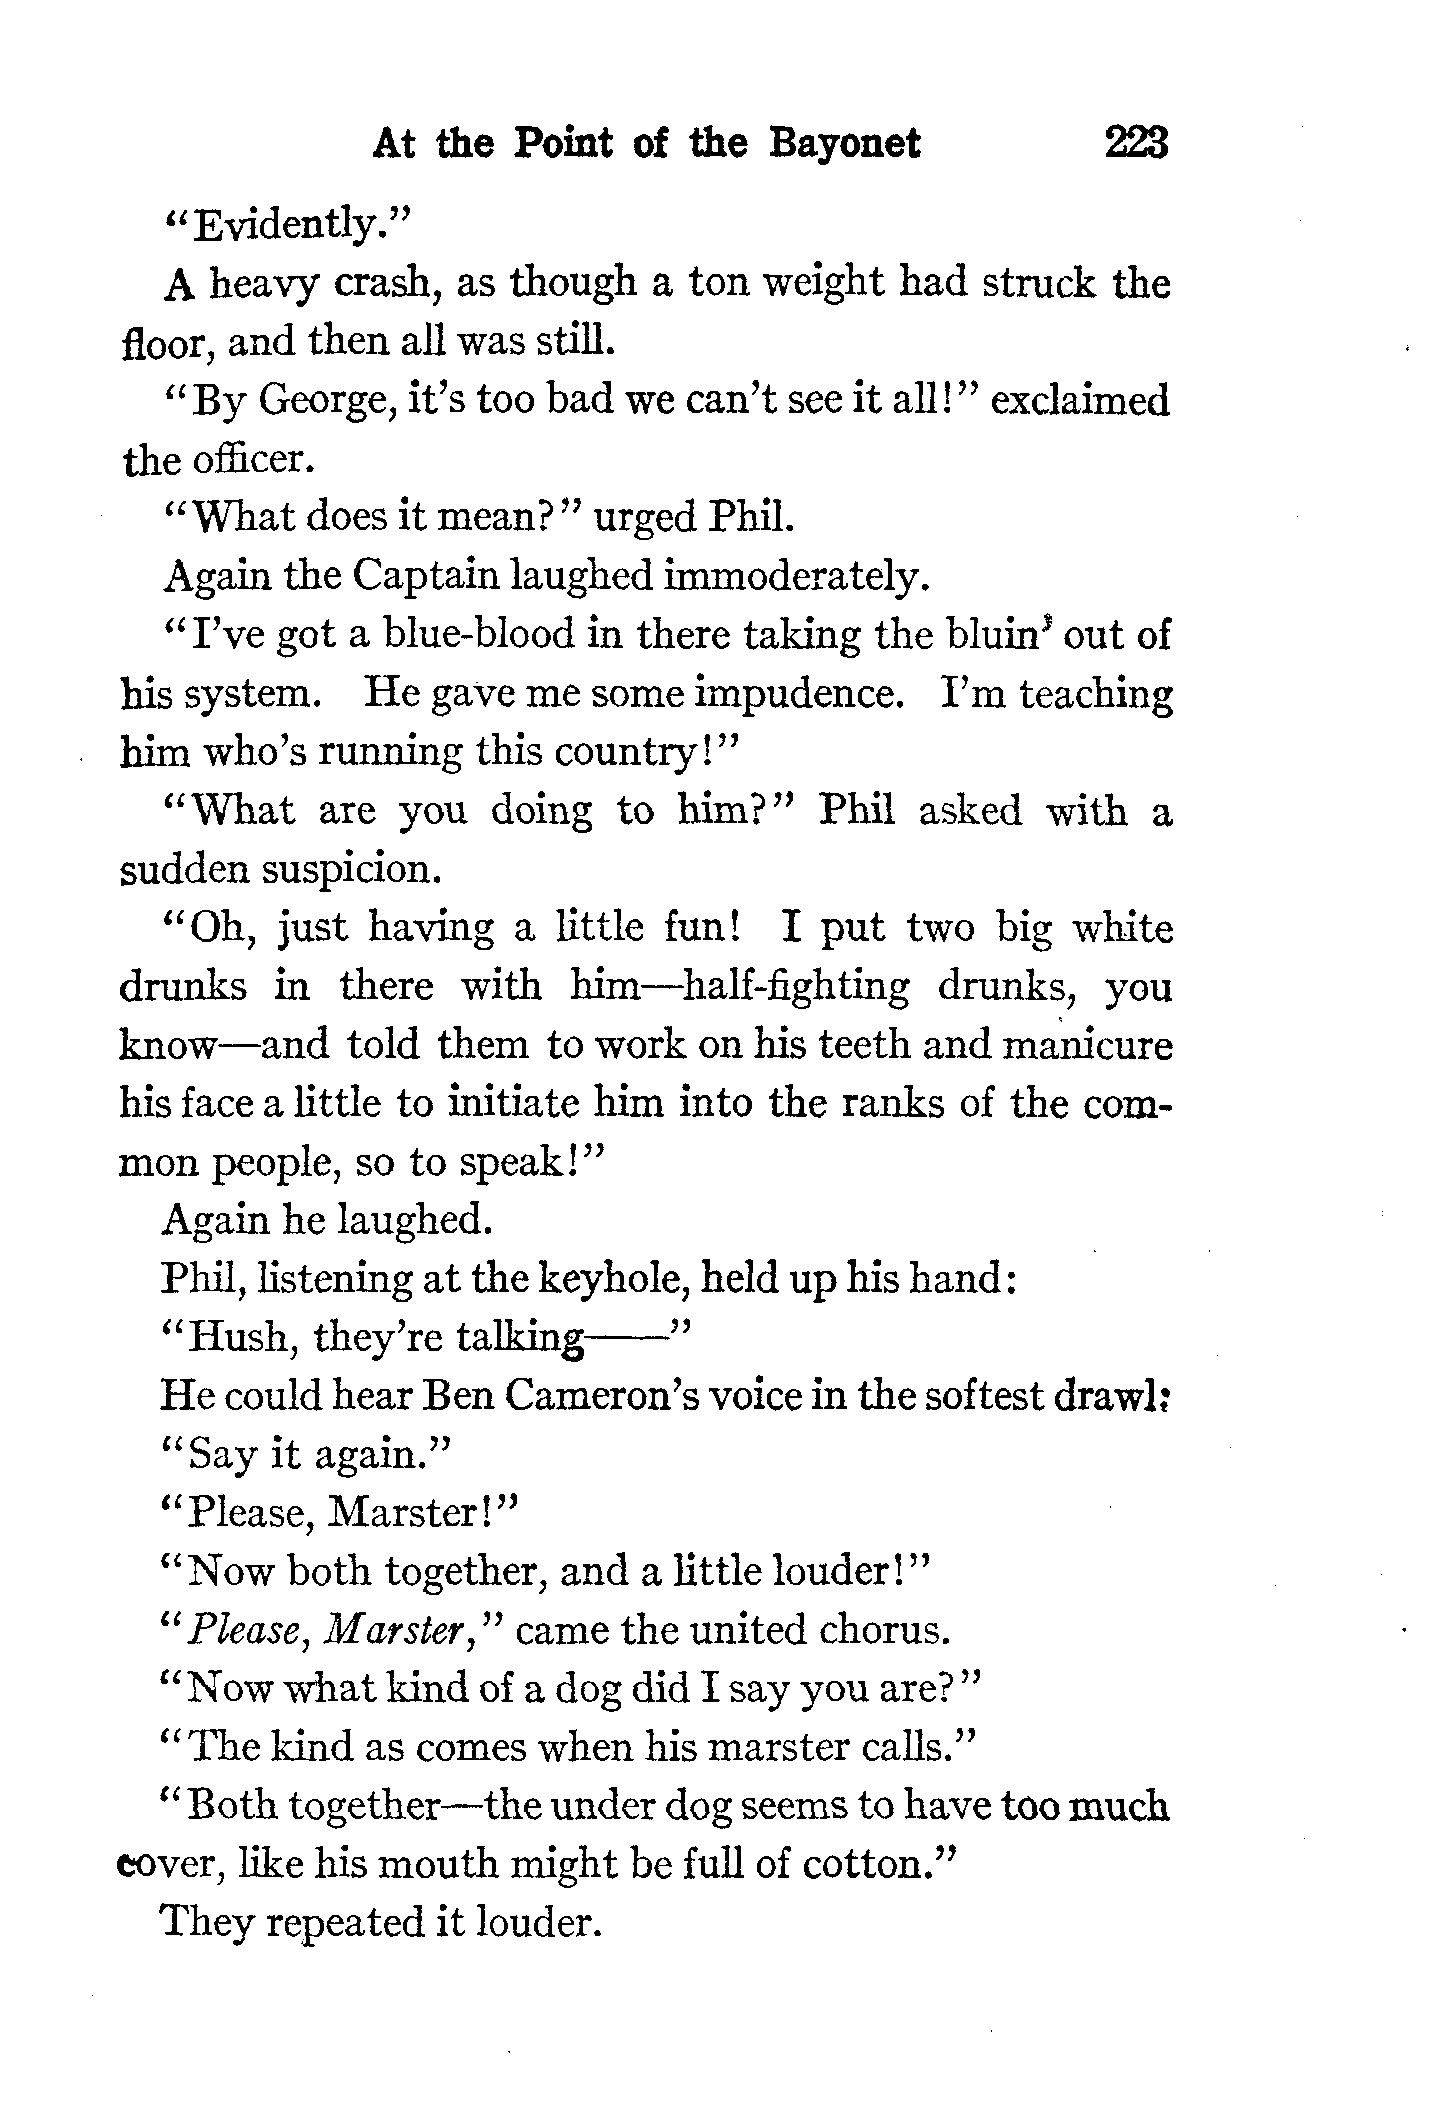 At the Point of the Bayonet 223
“Evidently.”
A heavy crash, as though a ton weight had struck the
floor, and then all was still.
“By George, it’s too bad we can’t see it all!” exclaimed
the officer.
“What does it mean?” urged Phil.
Again the Captain laughed immoderately.
“I’ve got a blue-blood in there taking the bluin’ out of
his system. He gave me some impudence. I’m teaching
him who’s running this country!”
“What are you doing to him?” Phil asked with a
sudden suspicion.
“Oh, just having a little fun! I put two big white
drunks in there with him—half-fighting drunks, you
know—and told them to work on his teeth and manicure
his face a little to initiate him into the ranks of the com-
mon people, so to speak!”
Again he laughed.
Phil, listening at the keyhole, held up his hand:
“Hush, they’re talking——”
He could hear Ben Cameron’s voice in the softest drawl:
“Say it again.”
“Please, Marster!”
“Now both together, and a little louder!”
“Please, Marster,” came the united chorus.
“Now what kind of a dog did I say you are?”
“The kind as comes when his marster calls.”
“Both together—the under dog seems to have too much
cover, like his mouth might be full of cotton.”
They repeated it louder.